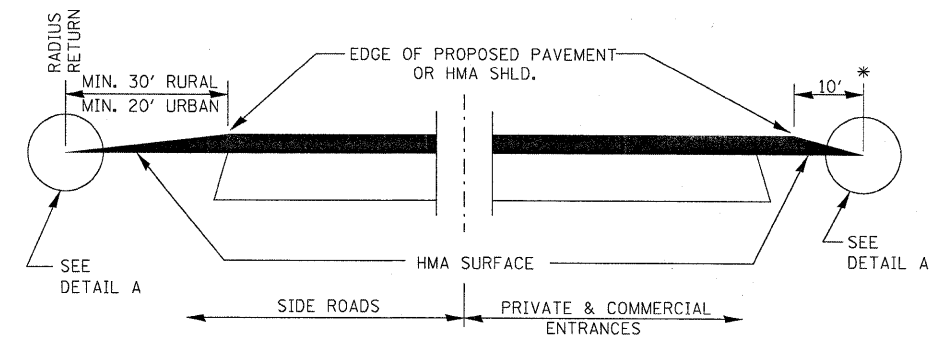 RADIUS
RETURN
MIN. 30' RURAL
MIN. 20' URBAN
EDGE OF PROPOSED PAVEMENT
OR HMA SHLD.
10'
*
SEE
DETAIL A
HMA SURFACE
SEE
DETAIL A
SIDE ROADS
PRIVATE & COMMERCIAL
ENTRANCES